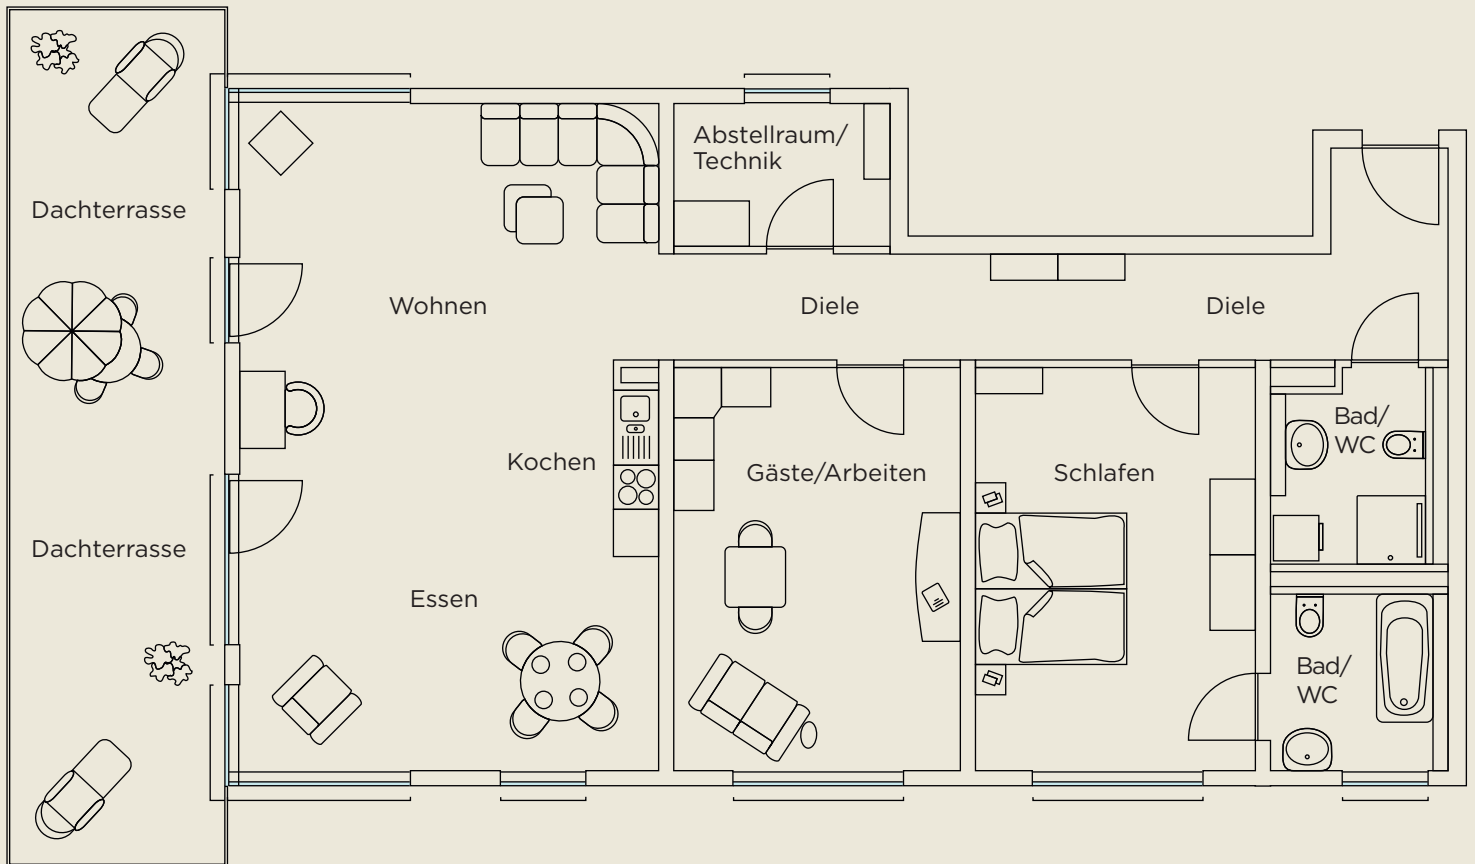 Abstellraum/
Technik
Dachterrasse
Wohnen
Diele
Diele
Bad/
WC
Kochen
Gäste/Arbeiten
Schlafen
Dachterrasse
Essen
Bad/
WC